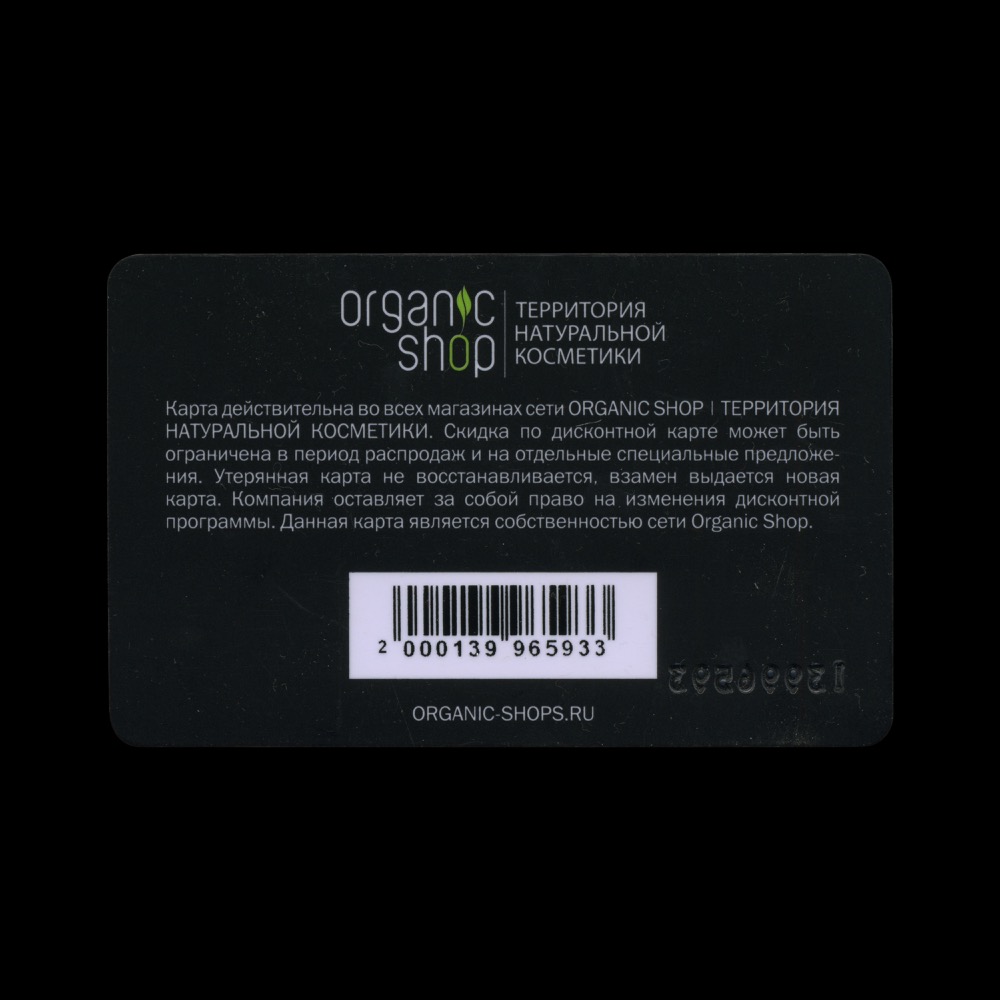 organic
shop
ТЕРРИТОРИЯ
НАТУРАЛЬНОЙ
КОСМЕТИКИ
Карта действительна во всех магазинах сети ORGANIC SHOP | ТЕРРИТОРИЯ
НАТУРАЛЬНОЙ КОСМЕТИКИ. Скидка по дисконтной карте может быть
ограничена в период распродаж и на отдельные специальные предложе-
ния. Утерянная карта не восстанавливается, взамен выдается новая
карта. Компания оставляет за собой право на изменения дисконтной
программы. Данная карта является собственностью сети Organic Shop.
2 000139 965933
ORGANIC-SHOPS.RU